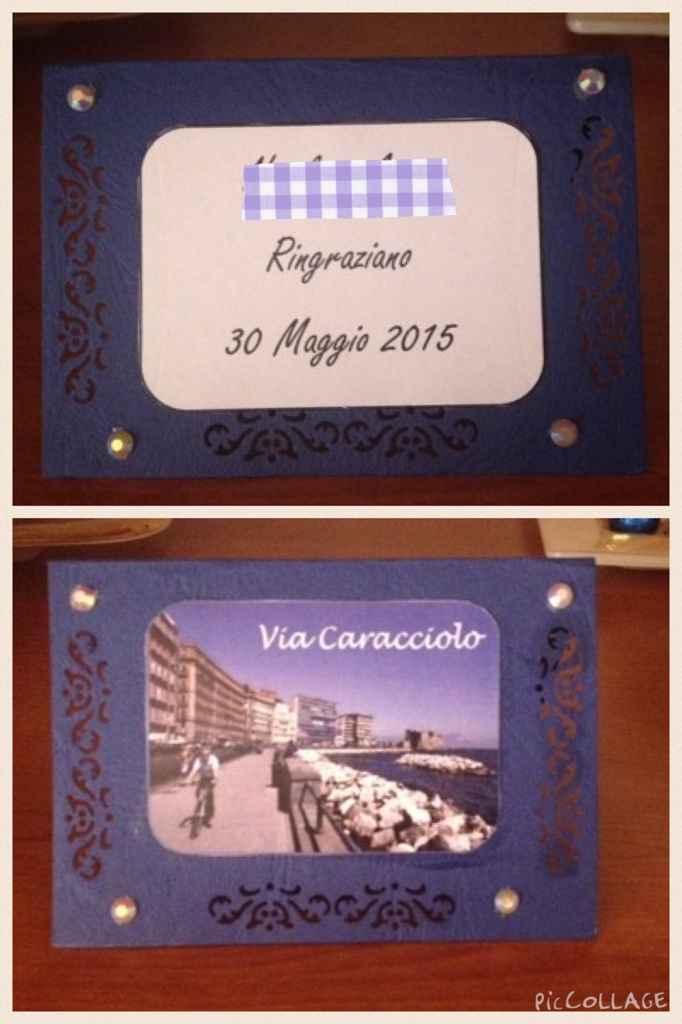 Ringraziano
30 Maggio 2015
Via Caracciolo
PicCOLLAGE